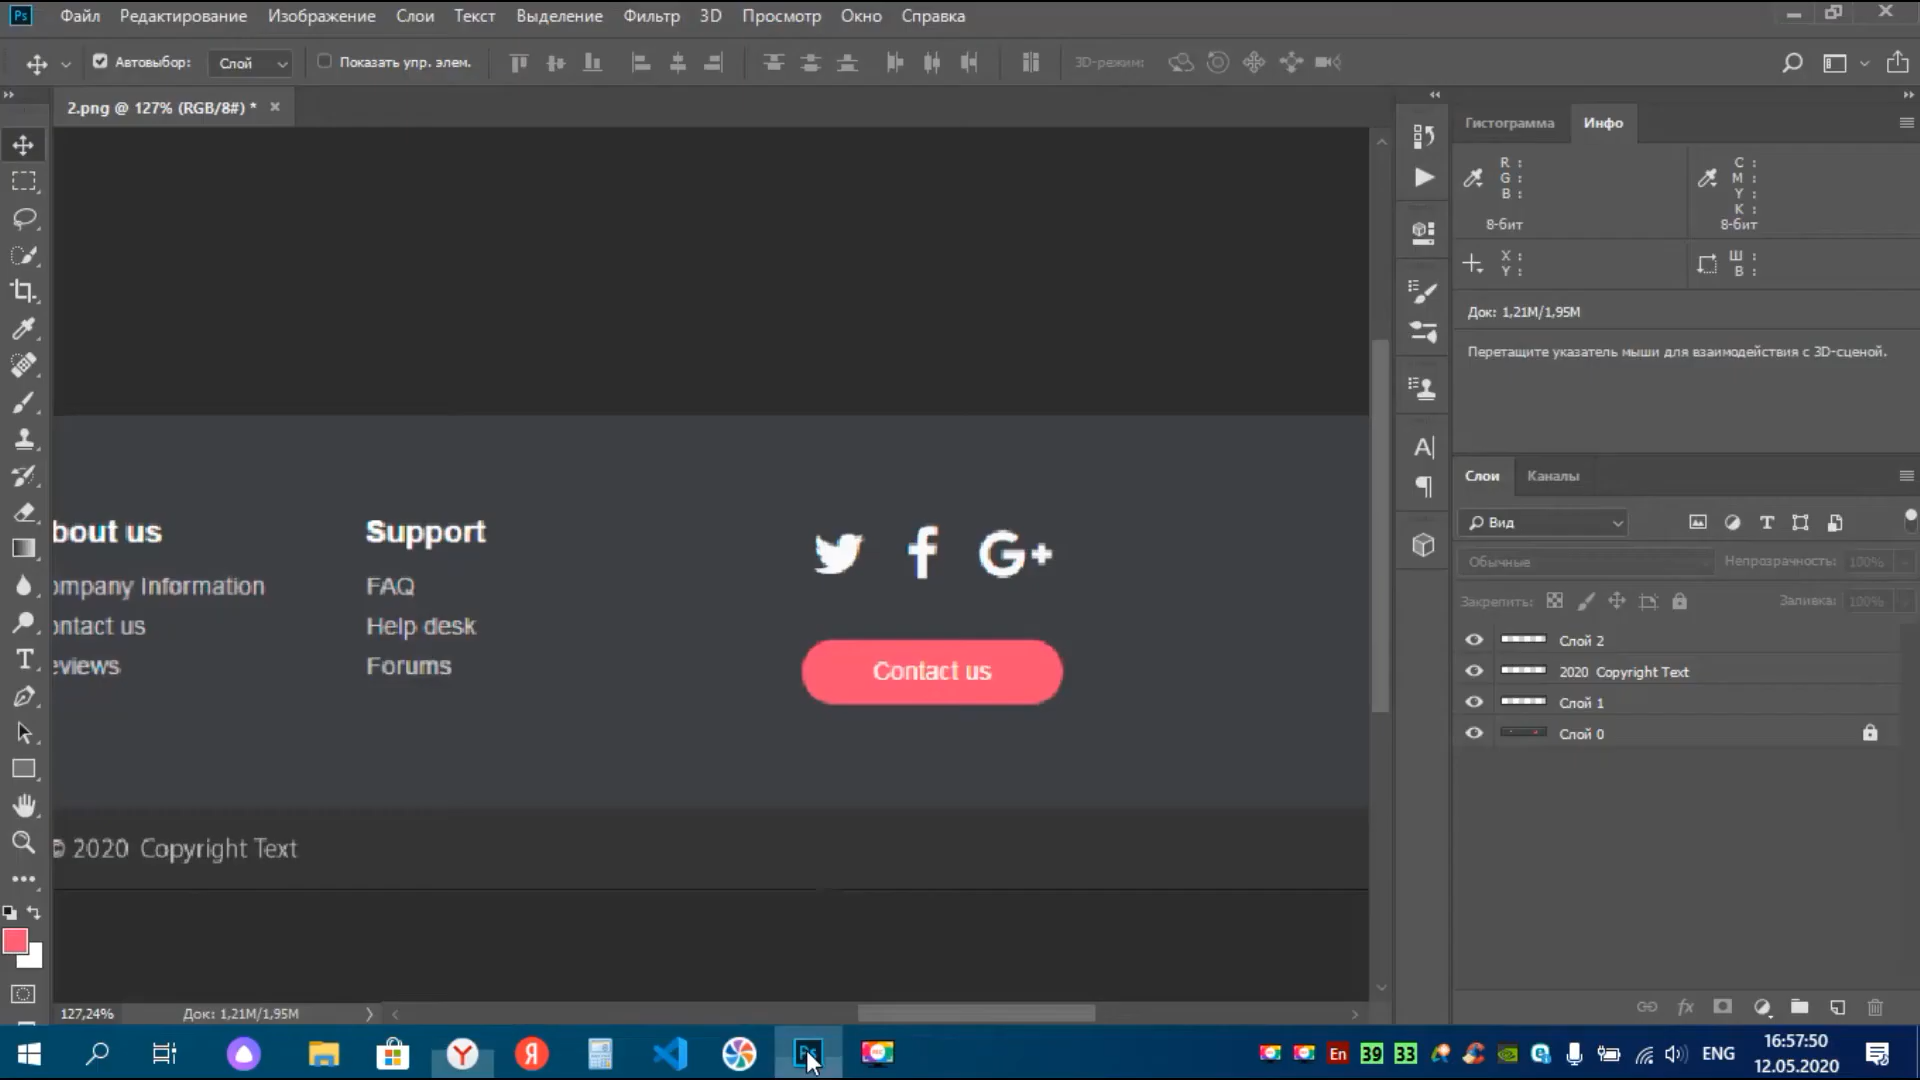 Ps Файл Редактирование Изображение Слои Текст Выделение Фильтр 3D Просмотр Окно Справка
Автовыбор: Слой Показать упр. элем. 3D-режим:
2.png @ 127% (RGB/8#) *
Гистограмма Инфо
R : C :
G : M :
B : Y :
K :
8-бит 8-бит
X : Ш :
Y : В :
Док: 1,21M/1,95M
Перетащите указатель мыши для взаимодействия с 3D-сценой.
Слои Каналы
Вид
Обычные Непрозрачность: 100%
Закрепить: Заливка: 100%
Слой 2
2020 Copyright Text
Слой 1
Слой 0
bout us Support
ompany Information FAQ
ontact us Help desk
eviews Forums
G+
Contact us
© 2020 Copyright Text
127,24% Док: 1,21M/1,95M
En 39 33 ENG 16:57:50
12.05.2020